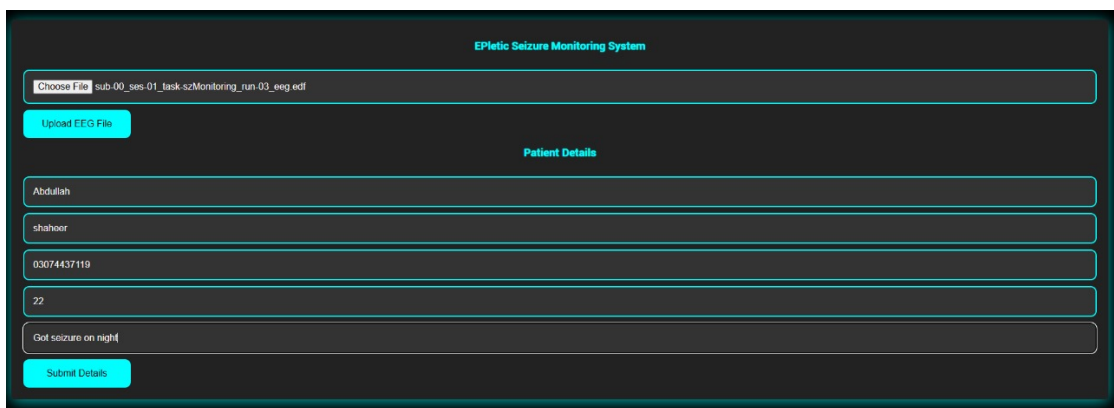 EPletic Seizure Monitoring System
Choose File sub-00_ses-01_task-szMonitoring_run-03_eeg.edf
Upload EEG File
Patient Details
Abdullah
shaheer
03074437119
22
Got seizure on night
Submit Details